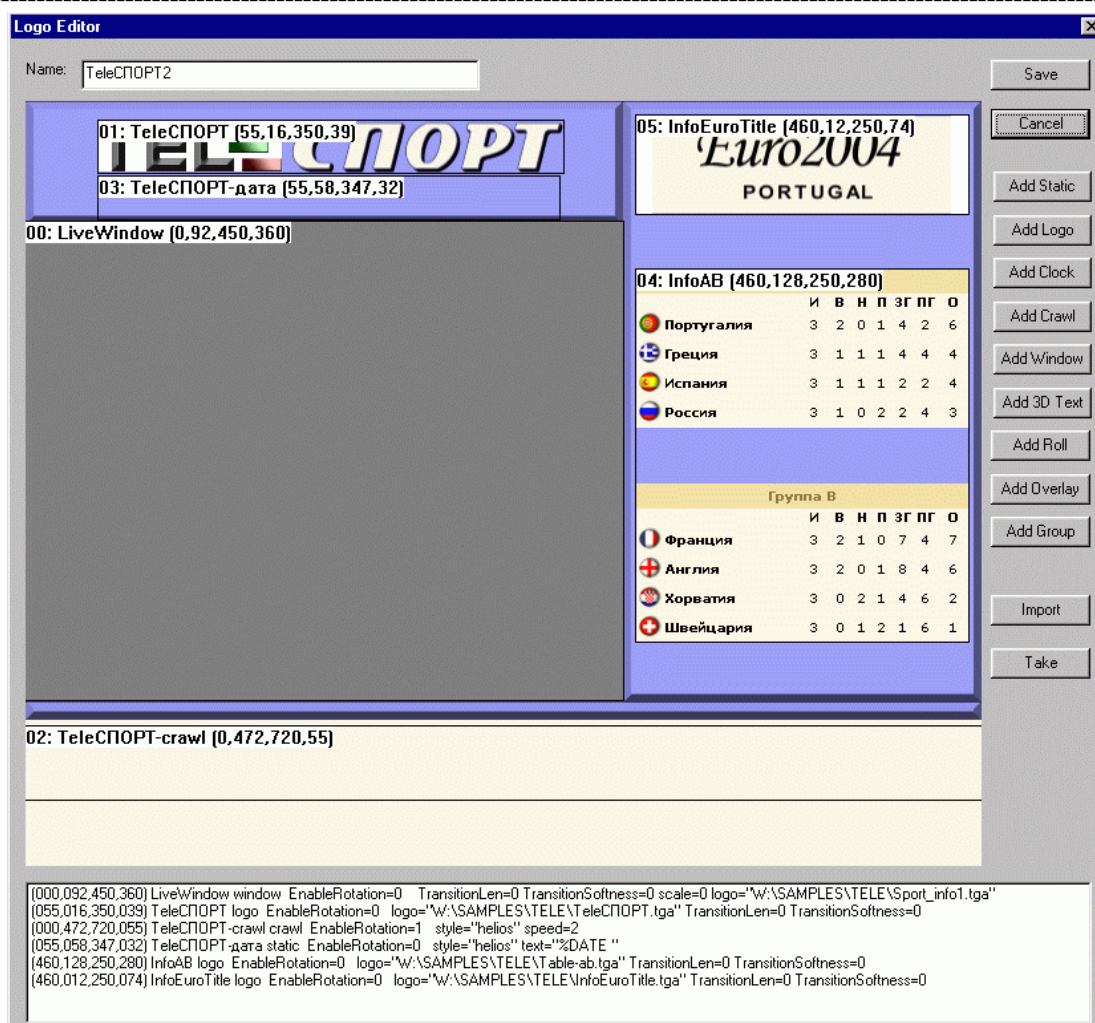 Logo Editor
Name: TeleСПОРТ2
Save
Cancel
Add Static
Add Logo
Add Clock
Add Crawl
Add Window
Add 3D Text
Add Roll
Add Overlay
Add Group
Import
Take
01: TeleСПОРТ (55,16,350,39)
TELE СПОРТ
03: TeleСПОРТ-дата (55,58,347,32)
00: LiveWindow (0,92,450,360)
05: InfoEuroTitle (460,12,250,74)
Euro2004
PORTUGAL
04: InfoAB (460,128,250,280)
И В Н П ЗГ ПГ О
Португалия 3 2 0 1 4 2 6
Греция 3 1 1 1 4 4 4
Испания 3 1 1 1 2 2 4
Россия 3 1 0 2 2 4 3
Группа B
И В Н П ЗГ ПГ О
Франция 3 2 1 0 7 4 7
Англия 3 2 0 1 8 4 6
Хорватия 3 0 2 1 4 6 2
Швейцария 3 0 1 2 1 6 1
02: TeleСПОРТ-crawl (0,472,720,55)
(000,092,450,360) LiveWindow window EnableRotation=0 TransitionLen=0 TransitionSoftness=0 scale=0 logo="W:\SAMPLES\TELE\Sport_info1.tga"
(055,016,350,039) TeleСПОРТ logo EnableRotation=0 logo="W:\SAMPLES\TELE\TeleСПОРТ.tga" TransitionLen=0 TransitionSoftness=0
(000,472,720,055) TeleСПОРТ-crawl crawl EnableRotation=1 style="helios" speed=2
(055,058,347,032) TeleСПОРТ-дата static EnableRotation=0 style="helios" text="%DATE "
(460,128,250,280) InfoAB logo EnableRotation=0 logo="W:\SAMPLES\TELE\Table-ab.tga" TransitionLen=0 TransitionSoftness=0
(460,012,250,074) InfoEuroTitle logo EnableRotation=0 logo="W:\SAMPLES\TELE\InfoEuroTitle.tga" TransitionLen=0 TransitionSoftness=0